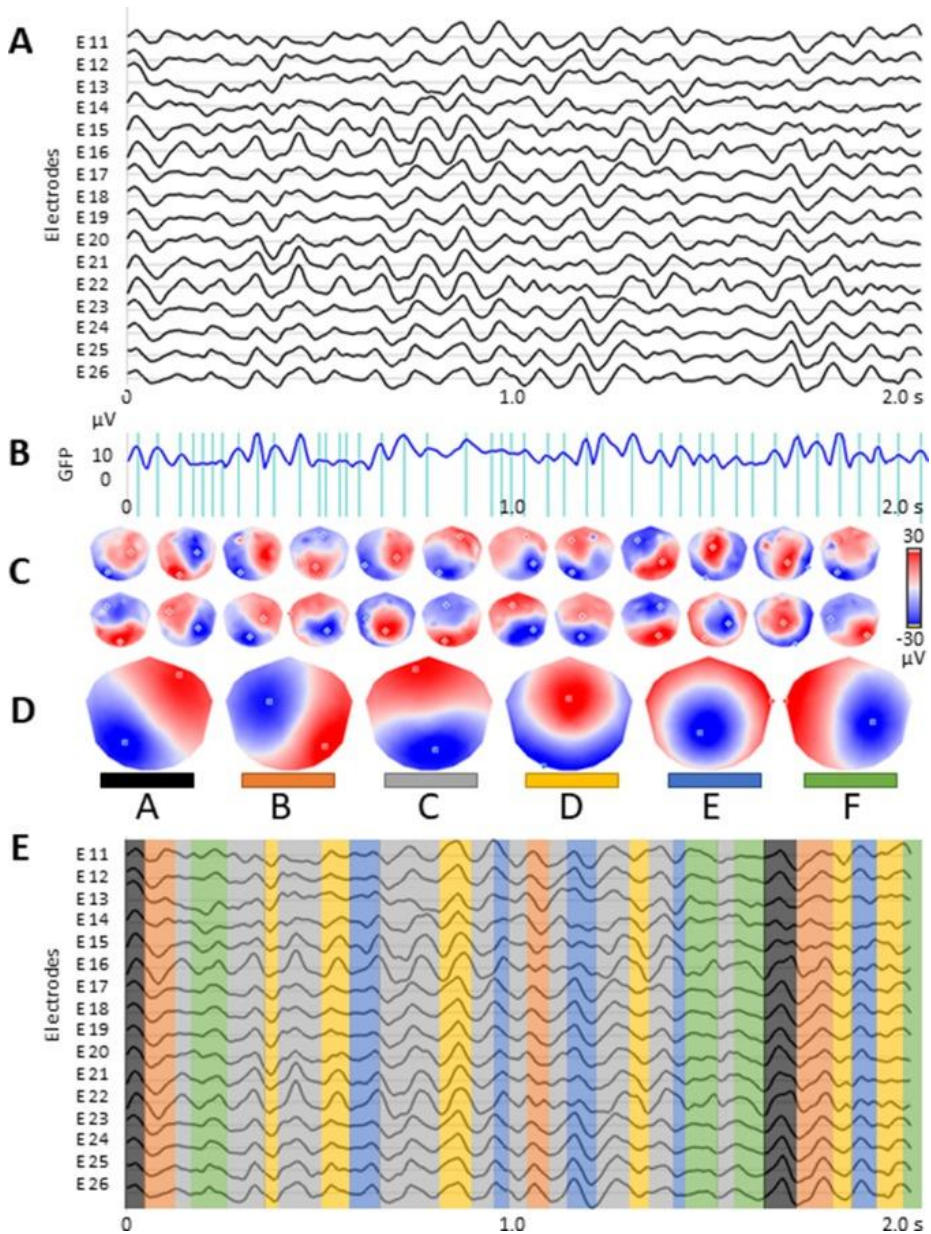 A
Electrodes
E 11
E 12
E 13
E 14
E 15
E 16
E 17
E 18
E 19
E 20
E 21
E 22
E 23
E 24
E 25
E 26
0 1.0 2.0 s
B
µV
GFP
10
0
0 1.0 2.0 s
C
30
-30
µV
D
A B C D E F
E
Electrodes
E 11
E 12
E 13
E 14
E 15
E 16
E 17
E 18
E 19
E 20
E 21
E 22
E 23
E 24
E 25
E 26
0 1.0 2.0 s